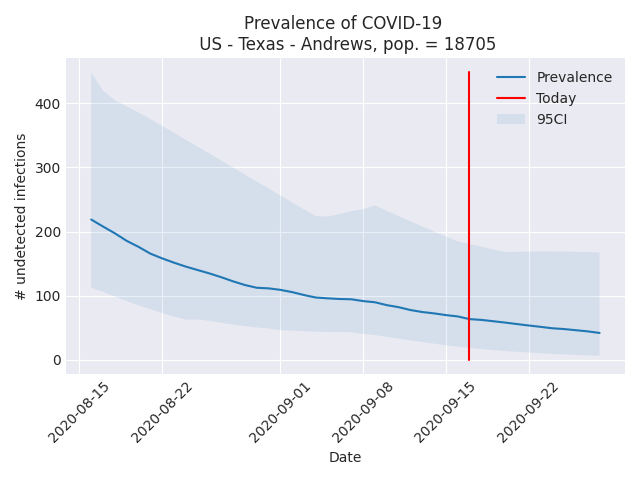 Prevalence of COVID-19
US - Texas - Andrews, pop. = 18705
Prevalence
Today
95CI
400
300
200
100
0
# undetected infections
2020-08-15
2020-08-22
2020-09-01
2020-09-08
2020-09-15
2020-09-22
Date